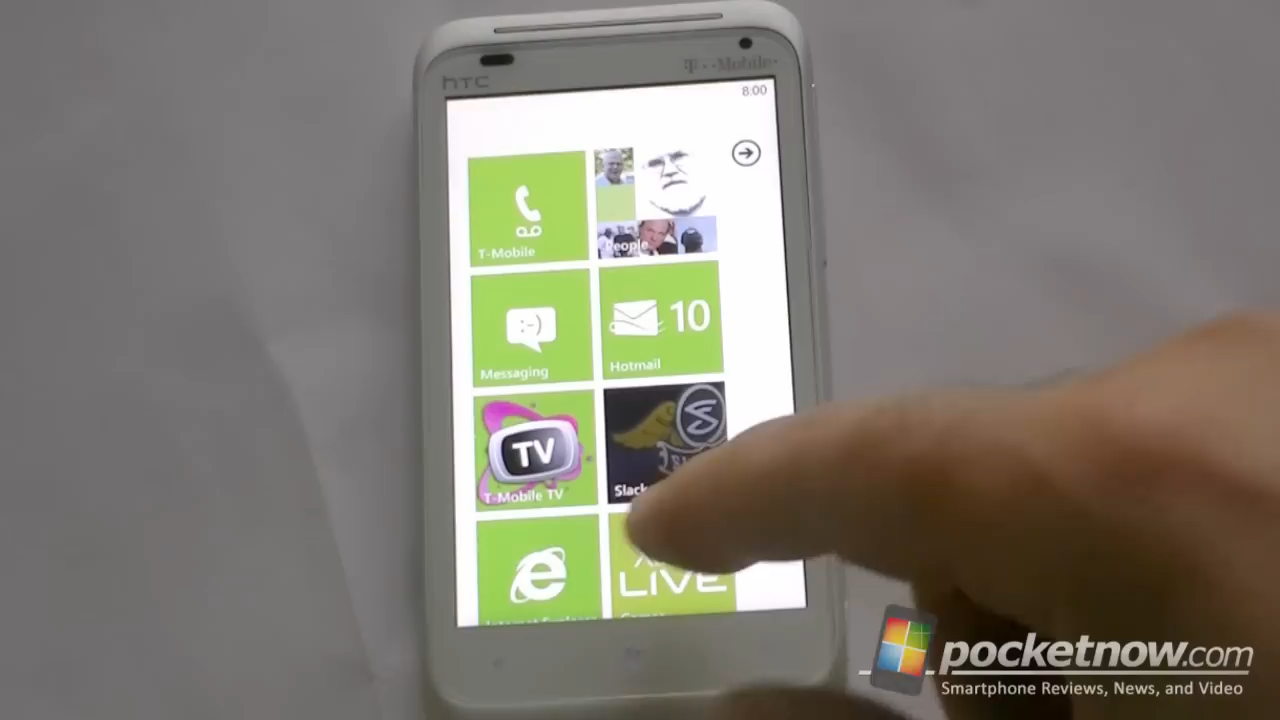 hTC
T··Mobile·
8:00
T-Mobile
People
Messaging
10
Hotmail
TV
T-Mobile TV
Slack
LIVE
pocketnow.com
Smartphone Reviews, News, and Video